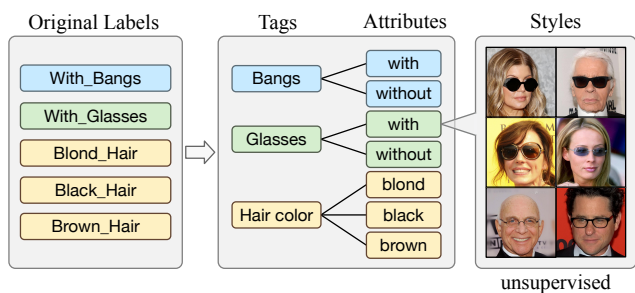 Original Labels
With_Bangs
With_Glasses
Blond_Hair
Black_Hair
Brown_Hair
Tags
Attributes
Bangs
with
without
Glasses
with
without
Hair color
blond
black
brown
Styles
unsupervised